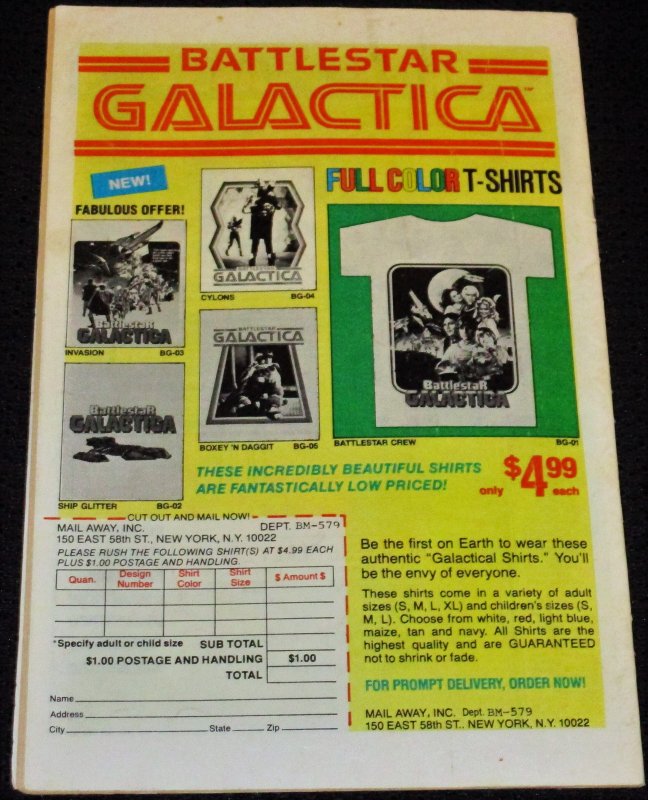 BATTLESTAR
GALACTICA™
NEW!
FABULOUS OFFER!
FULL COLOR T-SHIRTS
BattlestaR
GALACTICA
INVASION BG-03
BATTLESTAR
GALACTICA
CYLONS BG-04
BattlestaR
GALACTICA
SHIP GLITTER BG-02
BATTLESTAR
GALACTICA
BOXEY 'N DAGGIT BG-05
BattlestaR
GALACTICA
BATTLESTAR CREW BG-01
THESE INCREDIBLY BEAUTIFUL SHIRTS
ARE FANTASTICALLY LOW PRICED!
only $4.99 each
CUT OUT AND MAIL NOW!
MAIL AWAY, INC. DEPT. BM-579
150 EAST 58th ST., NEW YORK, N.Y. 10022
PLEASE RUSH THE FOLLOWING SHIRT(S) AT $4.99 EACH
PLUS $1.00 POSTAGE AND HANDLING
Quan. Design Number Shirt Color Shirt Size $ Amount $
*Specify adult or child size SUB TOTAL
$1.00 POSTAGE AND HANDLING $1.00
TOTAL
Name
Address
City State Zip
Be the first on Earth to wear these
authentic "Galactical Shirts." You'll
be the envy of everyone.
These shirts come in a variety of adult
sizes (S, M, L, XL) and children's sizes (S,
M, L). Choose from white, red, light blue,
maize, tan and navy. All Shirts are the
highest quality and are GUARANTEED
not to shrink or fade.
FOR PROMPT DELIVERY, ORDER NOW!
MAIL AWAY, INC. Dept. BM-579
150 EAST 58th ST., NEW YORK, N.Y. 10022